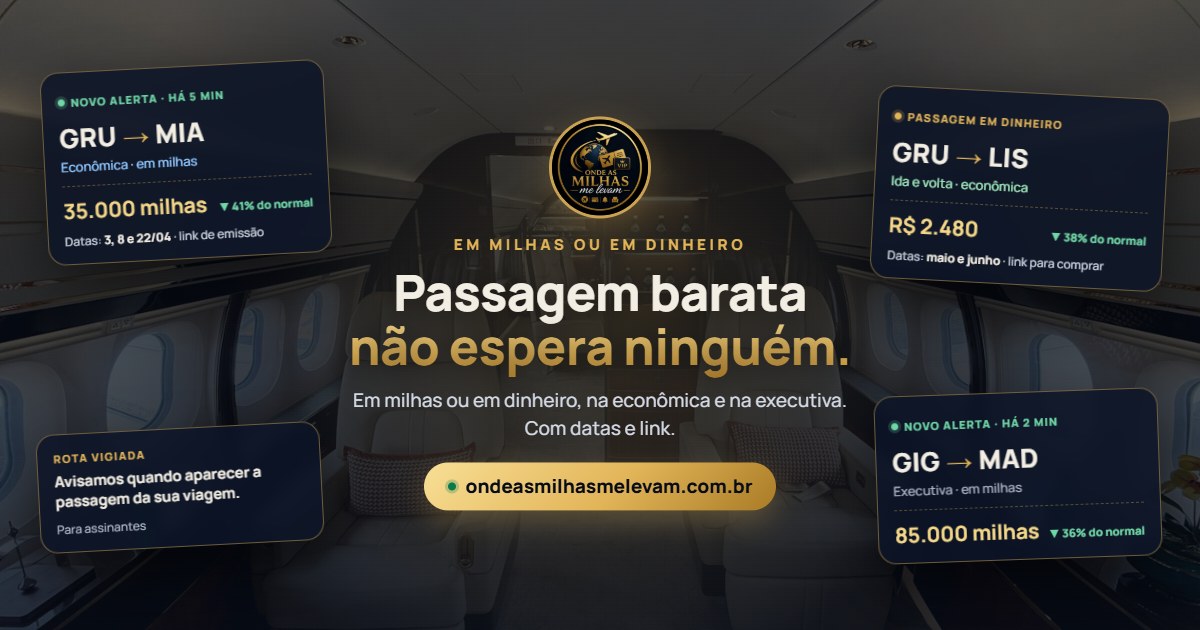 NOVO ALERTA · HÁ 5 MIN
GRU → MIA
Econômica · em milhas
35.000 milhas ▼ 41% do normal
Datas: 3, 8 e 22/04 · link de emissão
PASSAGEM EM DINHEIRO
GRU → LIS
Ida e volta · econômica
R$ 2.480 ▼ 38% do normal
Datas: maio e junho · link para comprar
ONDE AS
MILHAS
me levam
VIP
EM MILHAS OU EM DINHEIRO
Passagem barata
não espera ninguém.
Em milhas ou em dinheiro, na econômica e na executiva.
Com datas e link.
ondeasmilhasmelevam.com.br
ROTA VIGIADA
Avisamos quando aparecer a
passagem da sua viagem.
Para assinantes
NOVO ALERTA · HÁ 2 MIN
GIG → MAD
Executiva · em milhas
85.000 milhas ▼ 36% do normal